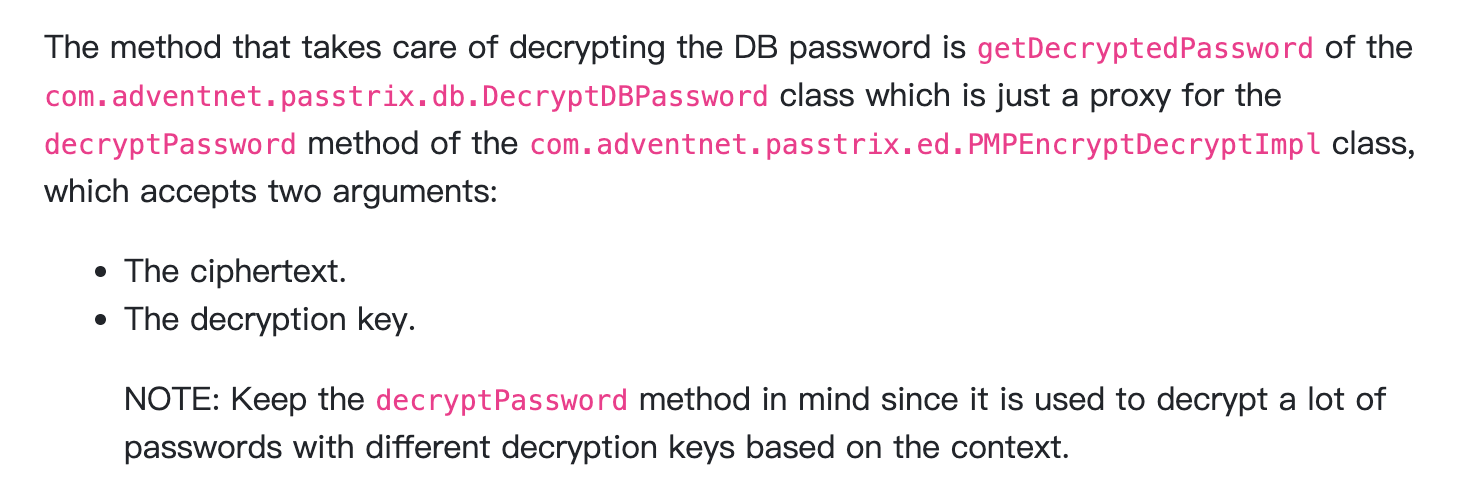 The method that takes care of decrypting the DB password is getDecryptedPassword of the
com.adventnet.passtrix.db.DecryptDBPassword class which is just a proxy for the
decryptPassword method of the com.adventnet.passtrix.ed.PMPEncryptDecryptImpl class,
which accepts two arguments:
• The ciphertext.
• The decryption key.
NOTE: Keep the decryptPassword method in mind since it is used to decrypt a lot of
passwords with different decryption keys based on the context.